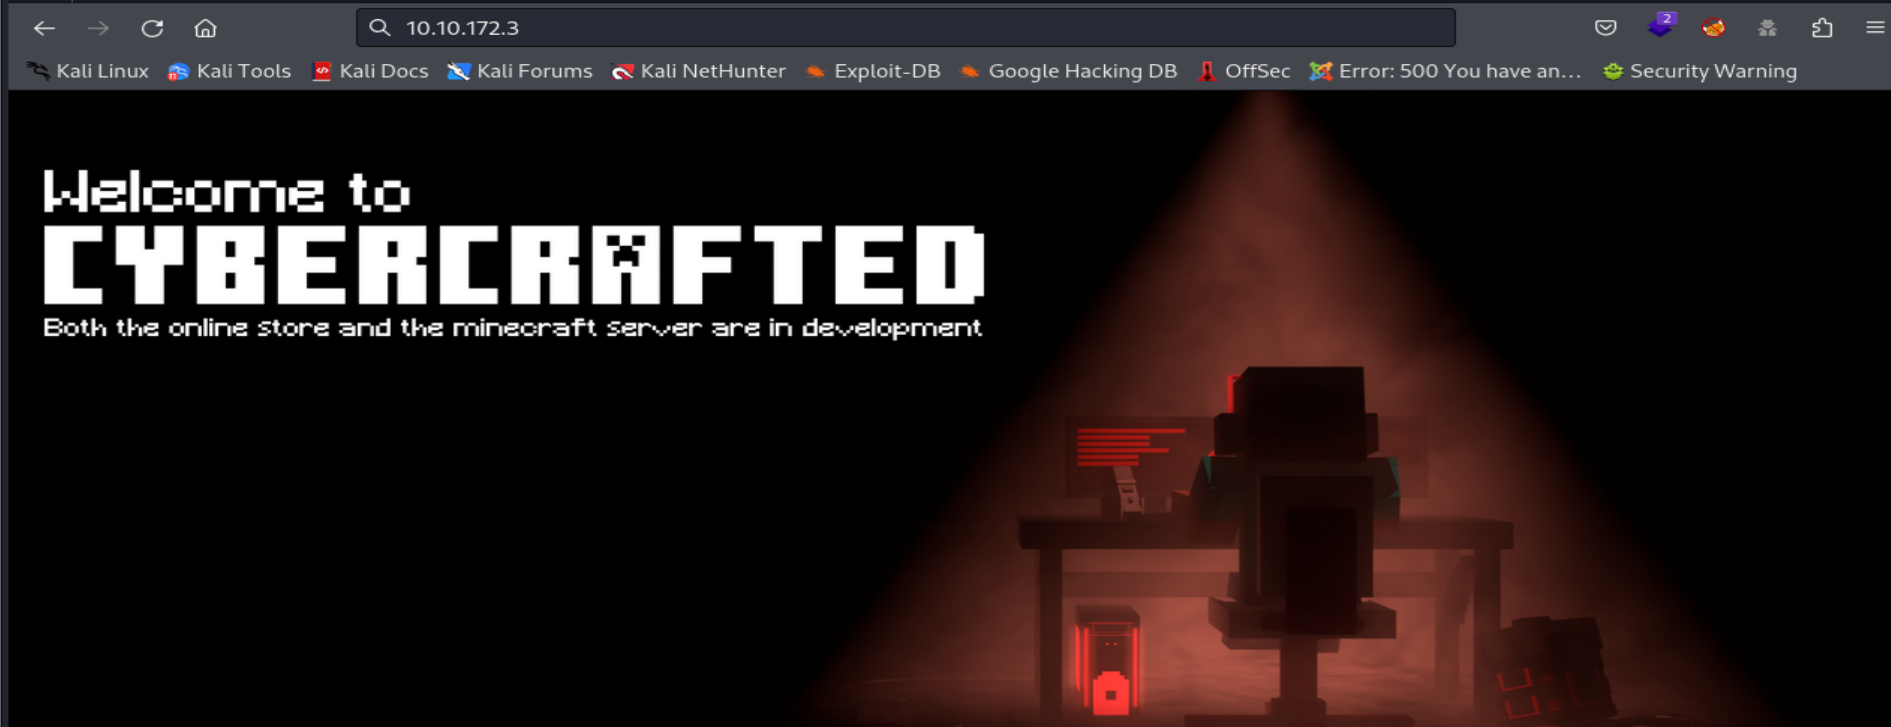 10.10.172.3
2
Kali Linux Kali Tools Kali Docs Kali Forums Kali NetHunter Exploit-DB Google Hacking DB OffSec Error: 500 You have an... Security Warning
Welcome to
CYBERCRAFTED
Both the online store and the minecraft server are in development